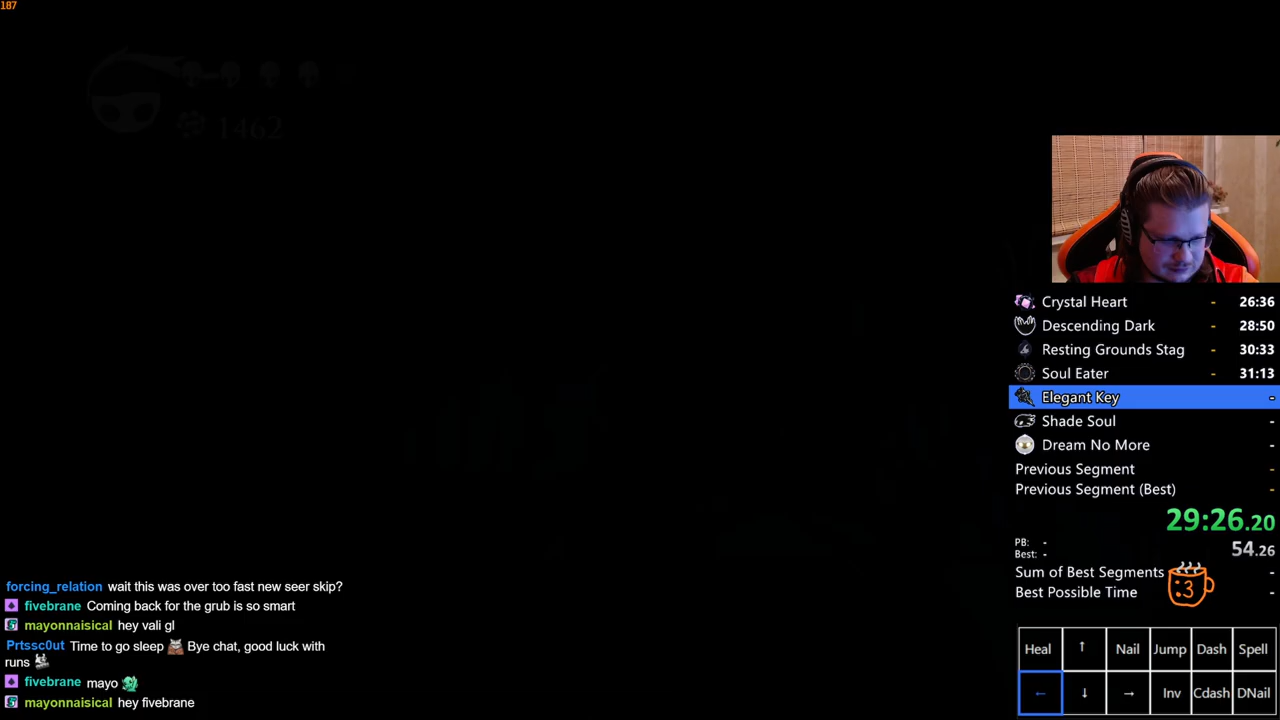 187
1462
Crystal Heart - 26:36
Descending Dark - 28:50
Resting Grounds Stag - 30:33
Soul Eater - 31:13
Elegant Key -
Shade Soul -
Dream No More -
Previous Segment -
Previous Segment (Best) -
29:26.20
PB: - 54.26
Best: -
Sum of Best Segments -
Best Possible Time -
:3
forcing_relation wait this was over too fast new seer skip?
fivebrane Coming back for the grub is so smart
mayonnaisical hey vali gl
Prtssc0ut Time to go sleep Bye chat, good luck with
runs
fivebrane mayo
mayonnaisical hey fivebrane
Heal ↑ Nail Jump Dash Spell
← ↓ → Inv Cdash DNail